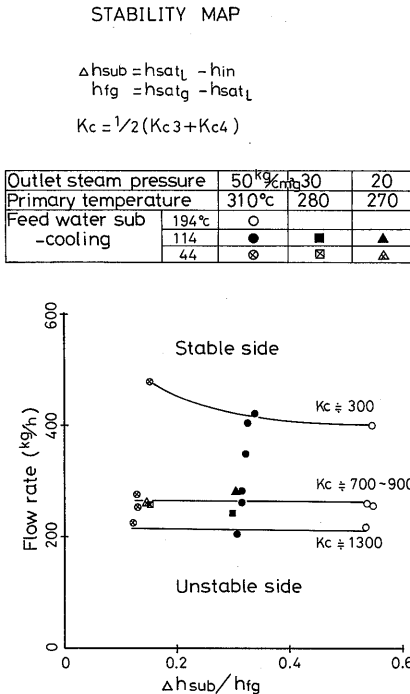 STABILITY MAP
Δhsub = hsatL - hin
hfg = hsatg - hsatL
Kc = 1/2 (Kc3 + Kc4)
Outlet steam pressure 50 kg/cm²g 30 20
Primary temperature 310℃ 280 270
Feed water sub 194℃ ○
-cooling 114 ● ■ ▲
44 ⊗ ⊠ ◬
600
Stable side
Kc ≒ 300
400
Flow rate (kg/h)
Kc ≒ 700 ~ 900
Kc ≒ 1300
200
Unstable side
0
0 0.2 0.4 0.6
Δhsub/hfg